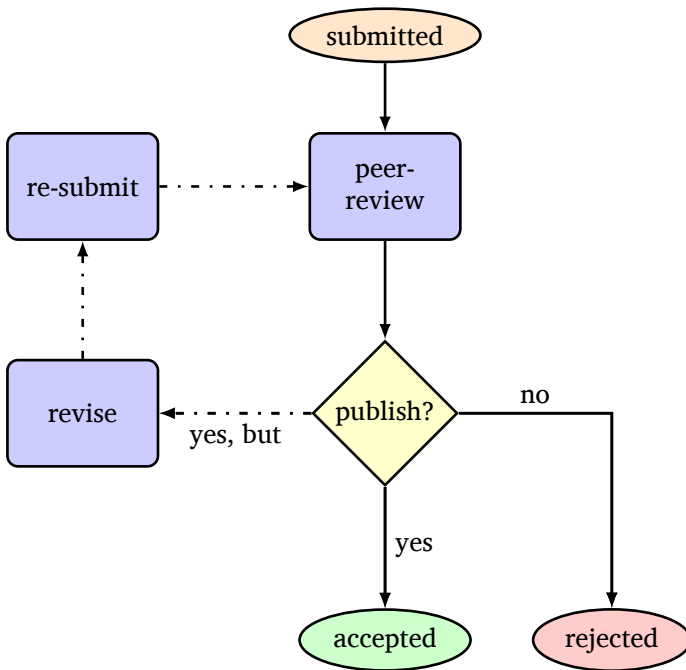 submitted
re-submit
peer-
review
revise
yes, but
publish?
no
yes
accepted
rejected